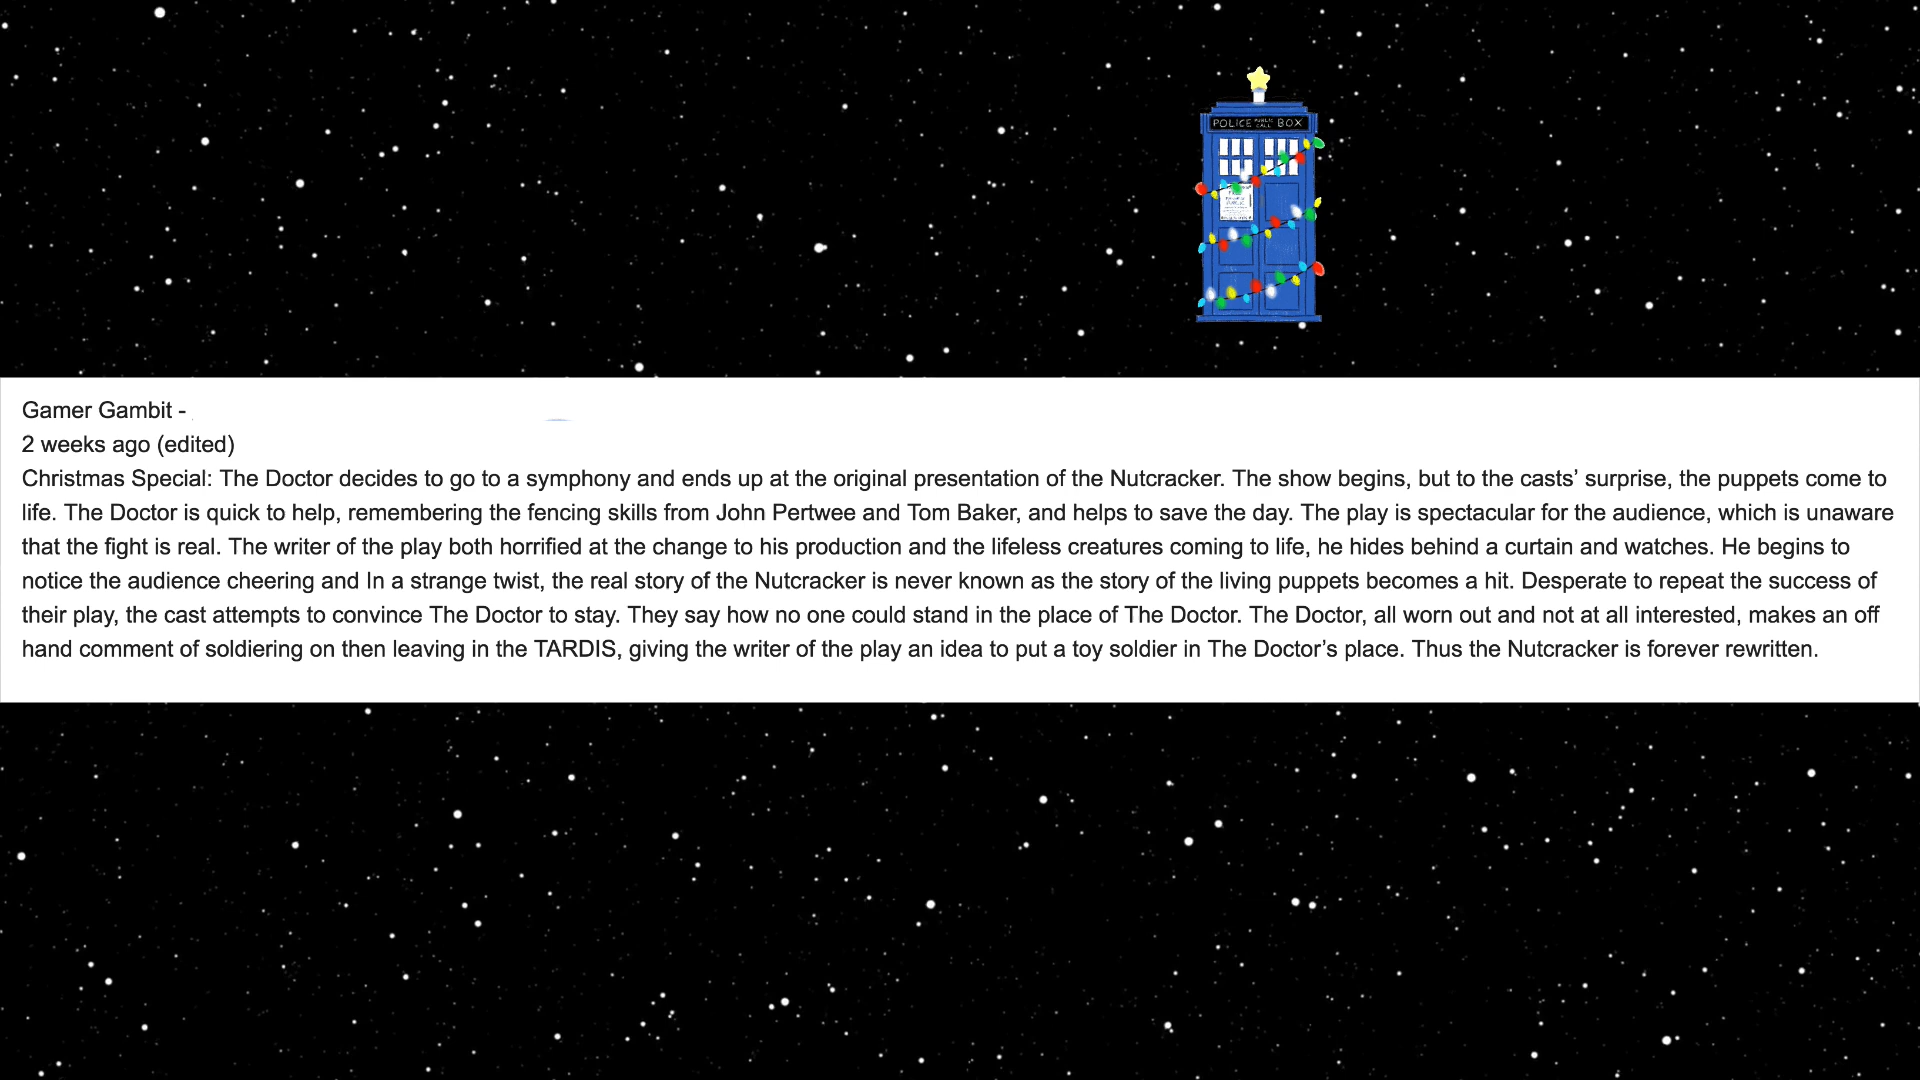 POLICE PUBLIC CALL BOX
Gamer Gambit -
2 weeks ago (edited)
Christmas Special: The Doctor decides to go to a symphony and ends up at the original presentation of the Nutcracker. The show begins, but to the casts’ surprise, the puppets come to
life. The Doctor is quick to help, remembering the fencing skills from John Pertwee and Tom Baker, and helps to save the day. The play is spectacular for the audience, which is unaware
that the fight is real. The writer of the play both horrified at the change to his production and the lifeless creatures coming to life, he hides behind a curtain and watches. He begins to
notice the audience cheering and In a strange twist, the real story of the Nutcracker is never known as the story of the living puppets becomes a hit. Desperate to repeat the success of
their play, the cast attempts to convince The Doctor to stay. They say how no one could stand in the place of The Doctor. The Doctor, all worn out and not at all interested, makes an off
hand comment of soldiering on then leaving in the TARDIS, giving the writer of the play an idea to put a toy soldier in The Doctor’s place. Thus the Nutcracker is forever rewritten.